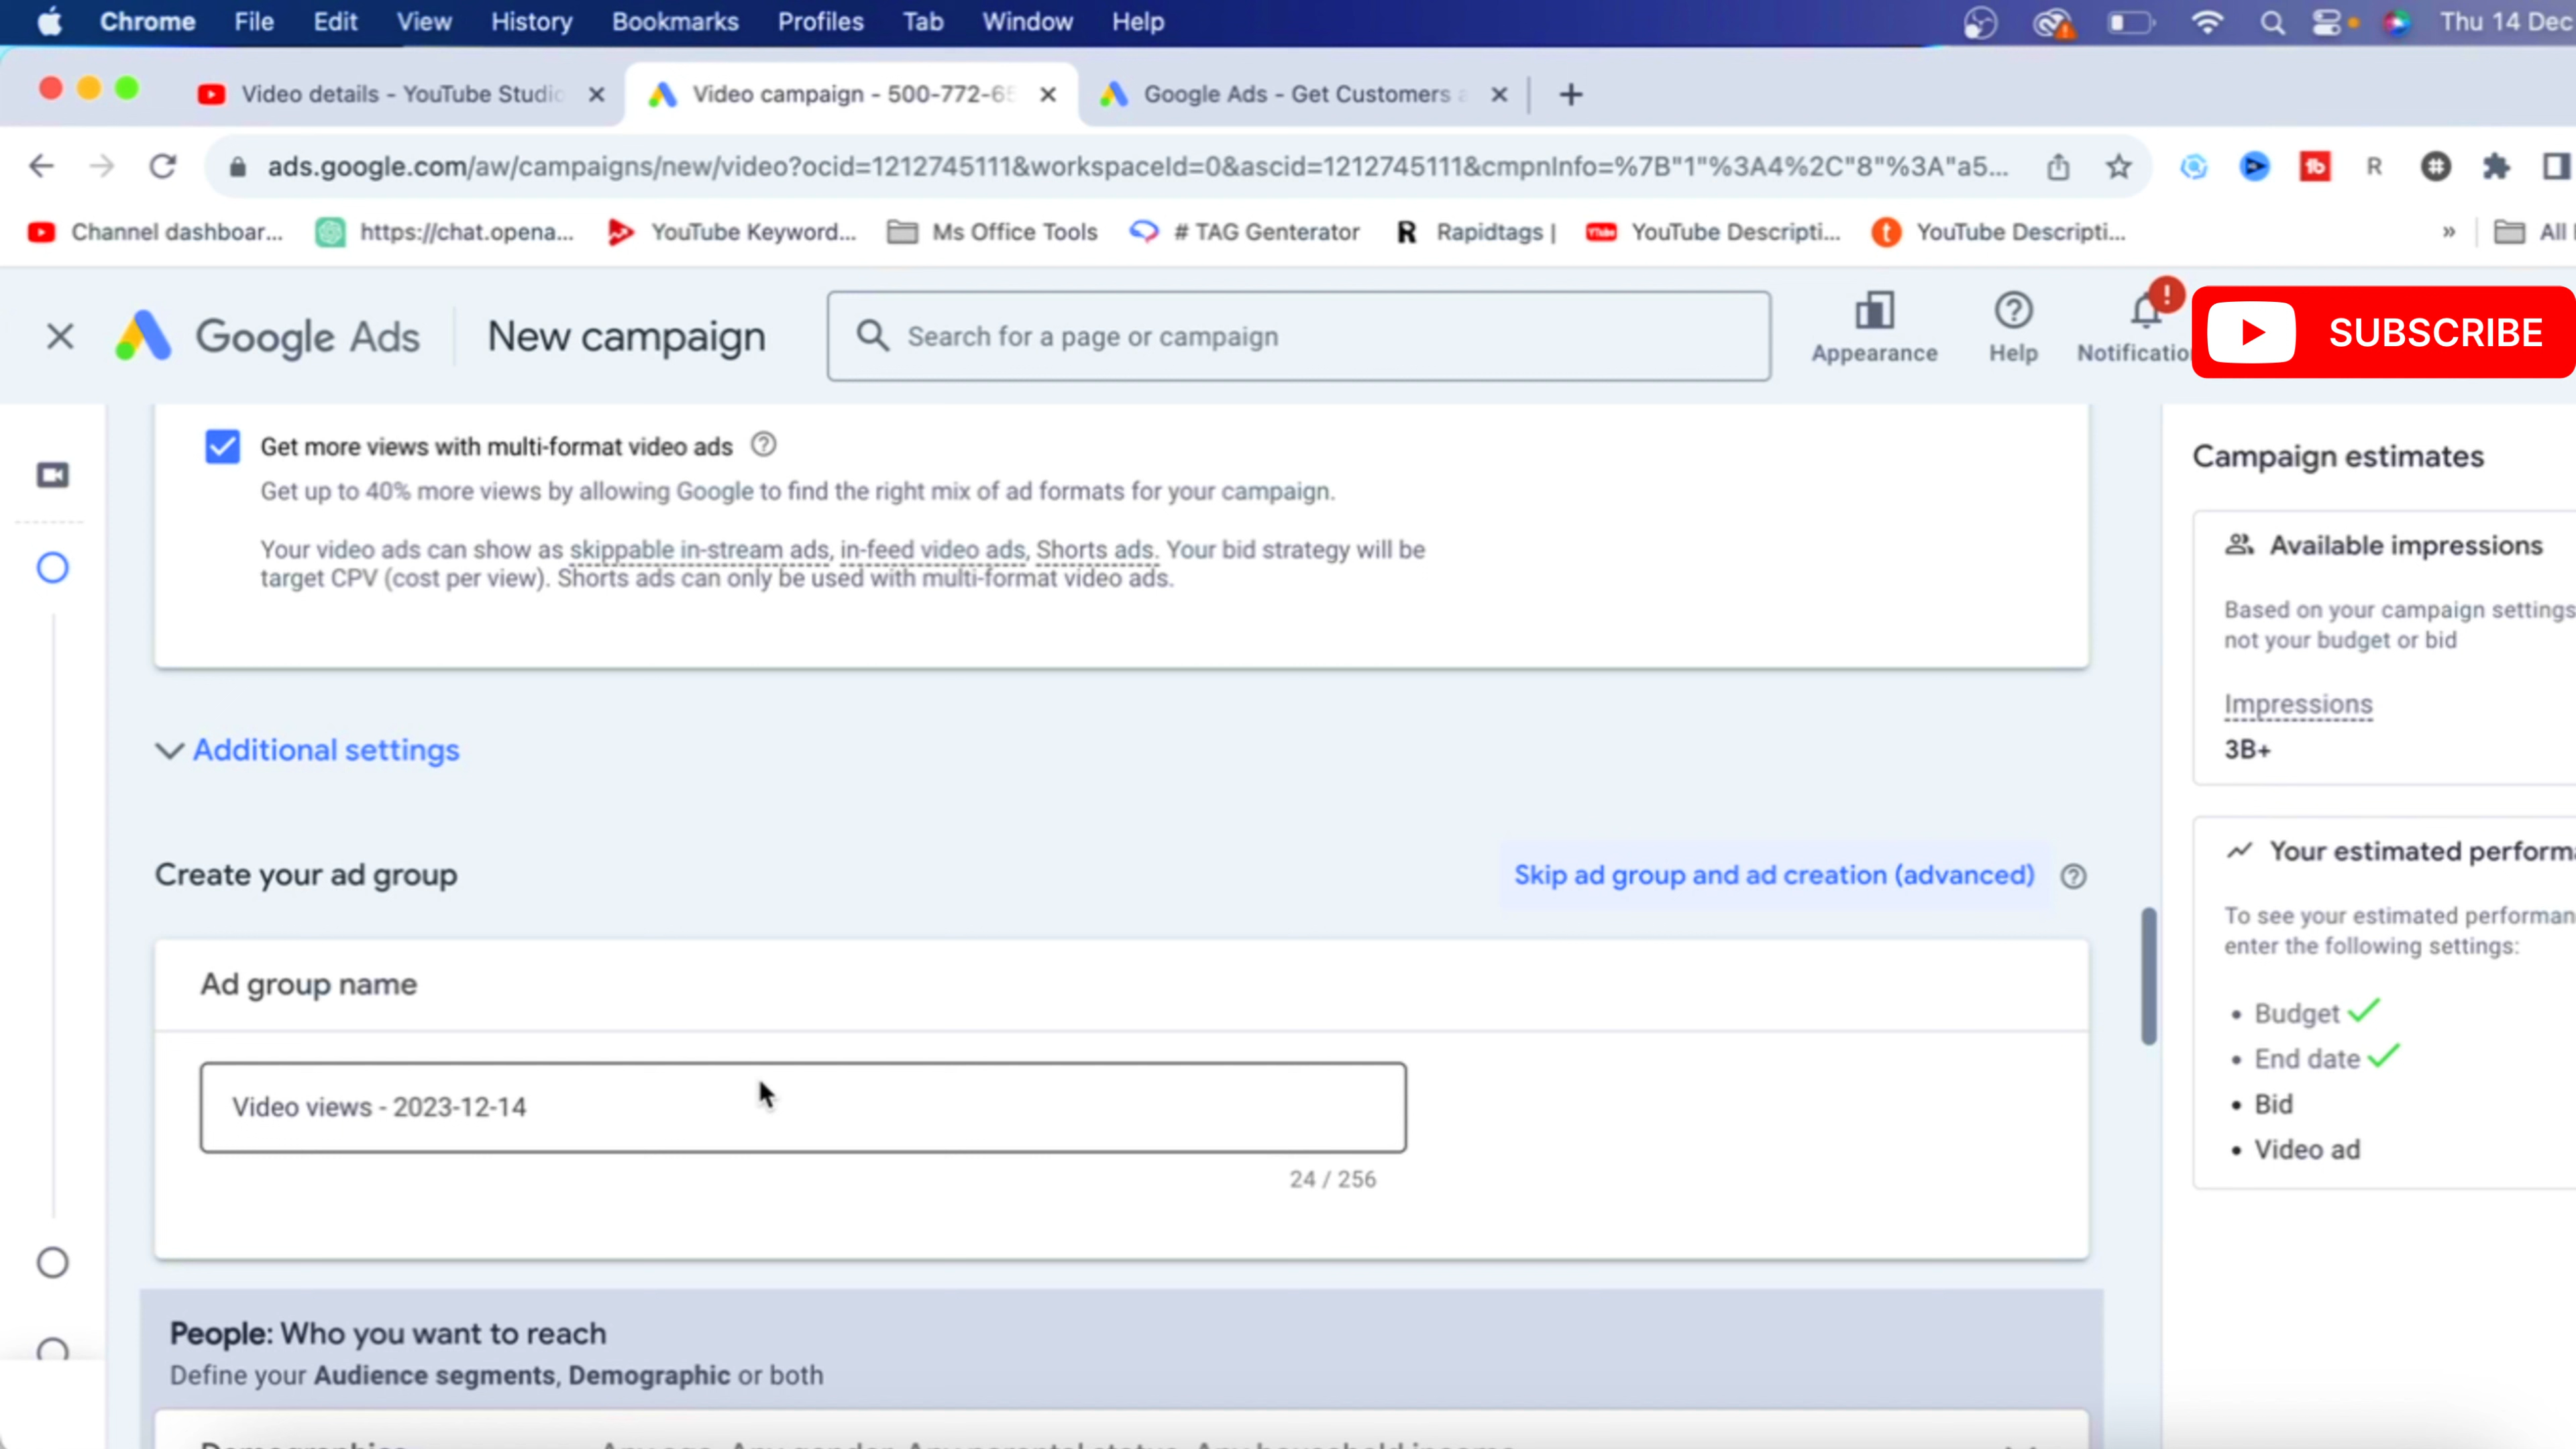 Chrome File Edit View History Bookmarks Profiles Tab Window Help Thu 14 Dec
Video details - YouTube Studio Video campaign - 500-772-65 Google Ads - Get Customers a
ads.google.com/aw/campaigns/new/video?ocid=1212745111&workspaceId=0&ascid=1212745111&cmpnInfo=%7B"1"%3A4%2C"8"%3A"a5...
Channel dashboar... https://chat.opena... YouTube Keyword... Ms Office Tools # TAG Genterator Rapidtags | YouTube Descripti... YouTube Descripti... » All
Google Ads New campaign Search for a page or campaign Appearance Help Notificatio SUBSCRIBE
Get more views with multi-format video ads
Get up to 40% more views by allowing Google to find the right mix of ad formats for your campaign.
Your video ads can show as skippable in-stream ads, in-feed video ads, Shorts ads. Your bid strategy will be
target CPV (cost per view). Shorts ads can only be used with multi-format video ads.
Additional settings
Create your ad group
Skip ad group and ad creation (advanced)
Ad group name
Video views - 2023-12-14
24 / 256
People: Who you want to reach
Define your Audience segments, Demographic or both
Campaign estimates
Available impressions
Based on your campaign settings
not your budget or bid
Impressions
3B+
Your estimated performa
To see your estimated performan
enter the following settings:
• Budget
• End date
• Bid
• Video ad